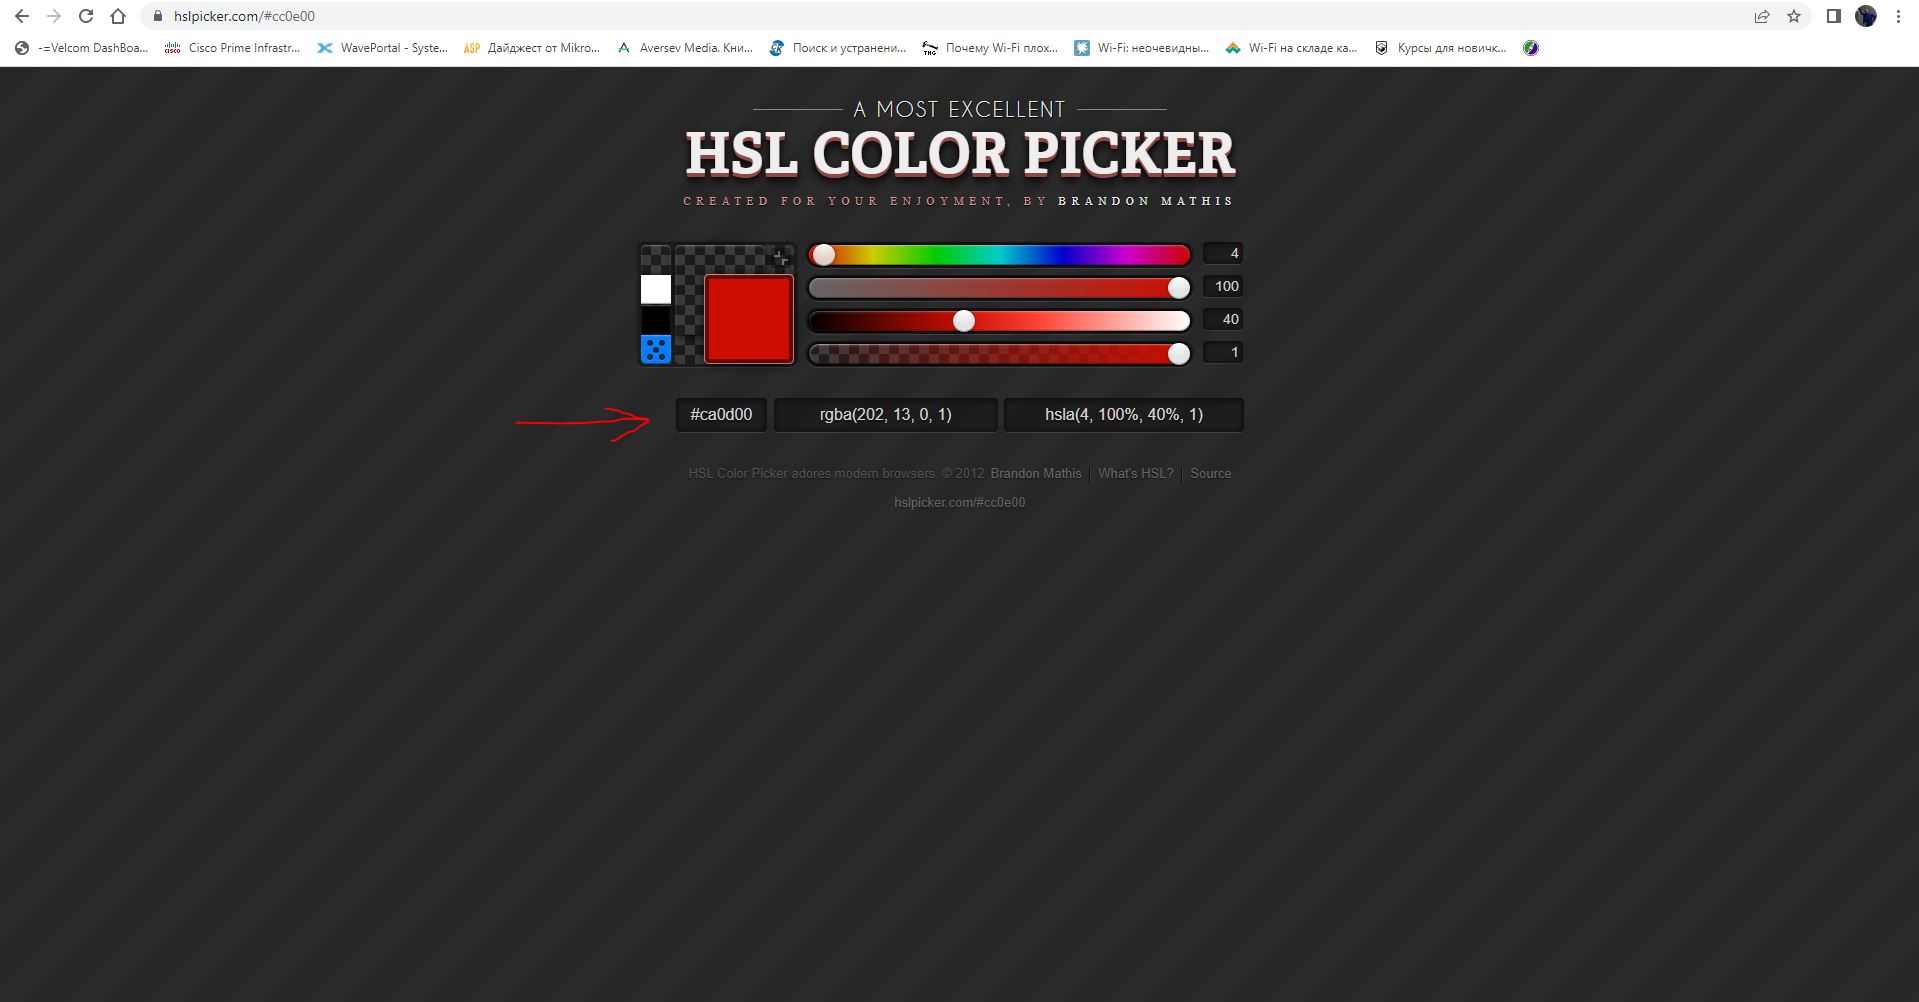 hslpicker.com/#cc0e00
-=Velcom DashBoa...
cisco Cisco Prime Infrastr...
WavePortal - Syste...
ASP Дайджест от Mikro...
Aversev Media. Кни...
Поиск и устранени...
THG Почему Wi-Fi плох...
Wi-Fi: неочевидны...
Wi-Fi на складе ка...
Курсы для новичк...
A MOST EXCELLENT
HSL COLOR PICKER
CREATED FOR YOUR ENJOYMENT, BY BRANDON MATHIS
4
100
40
1
#ca0d00 rgba(202, 13, 0, 1) hsla(4, 100%, 40%, 1)
HSL Color Picker adores modern browsers. © 2012 Brandon Mathis | What's HSL? | Source
hslpicker.com/#cc0e00